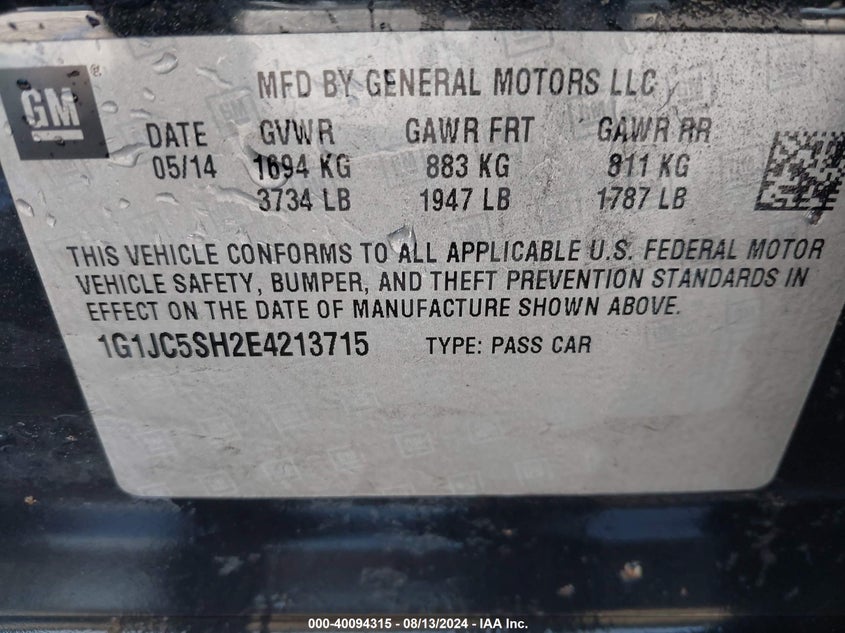 GM
MFD BY GENERAL MOTORS LLC
DATE GVWR GAWR FRT GAWR RR
05/14 1694 KG 883 KG 811 KG
3734 LB 1947 LB 1787 LB
THIS VEHICLE CONFORMS TO ALL APPLICABLE U.S. FEDERAL MOTOR
VEHICLE SAFETY, BUMPER, AND THEFT PREVENTION STANDARDS IN
EFFECT ON THE DATE OF MANUFACTURE SHOWN ABOVE.
1G1JC5SH2E4213715 TYPE: PASS CAR
000-40094315 - 08/13/2024 - IAA Inc.